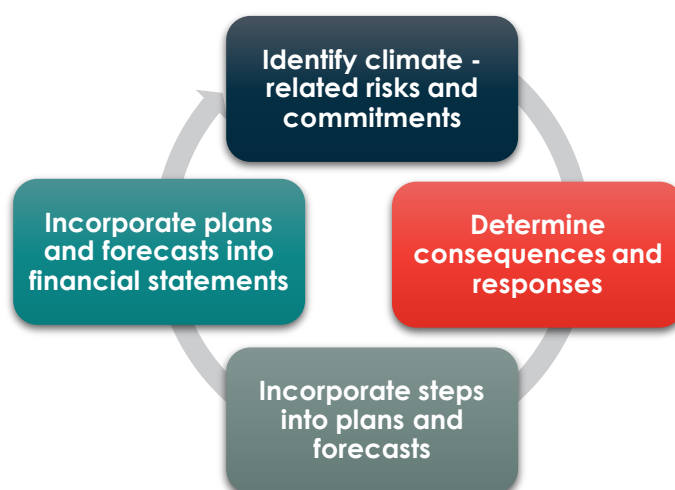 Identify climate -
related risks and
commitments
Determine
consequences and
responses
Incorporate steps
into plans and
forecasts
Incorporate plans
and forecasts into
financial statements